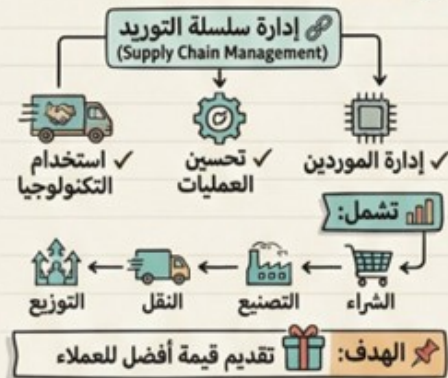 إدارة سلسلة التوريد
(Supply Chain Management)
✓ إدارة الموردين
✓ تحسين
العمليات
✓ استخدام
التكنولوجيا
تشمل:
الشراء
التصنيع
النقل
التوزيع
الهدف: تقديم قيمة أفضل للعملاء